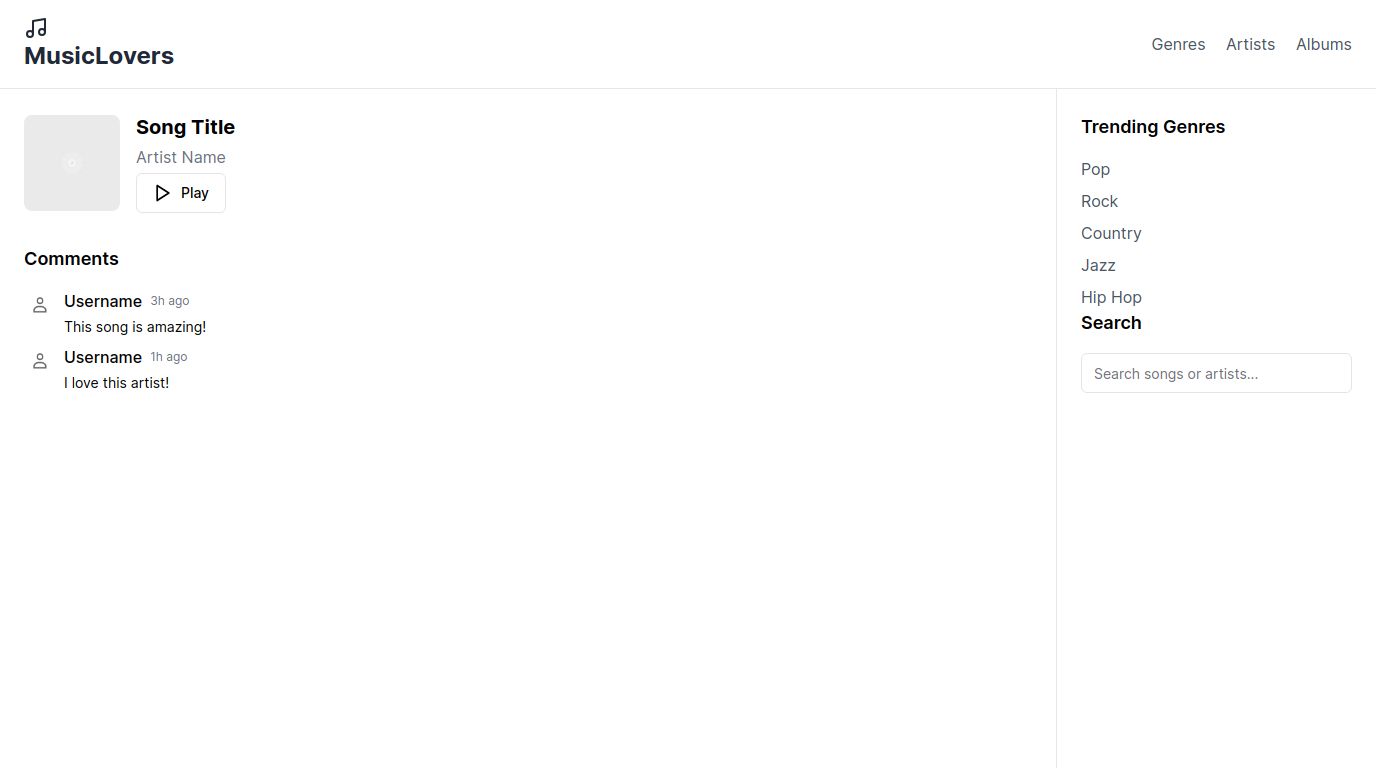 MusicLovers
Genres Artists Albums
Song Title
Artist Name
Play
Comments
Username 3h ago
This song is amazing!
Username 1h ago
I love this artist!
Trending Genres
Pop
Rock
Country
Jazz
Hip Hop
Search
Search songs or artists...